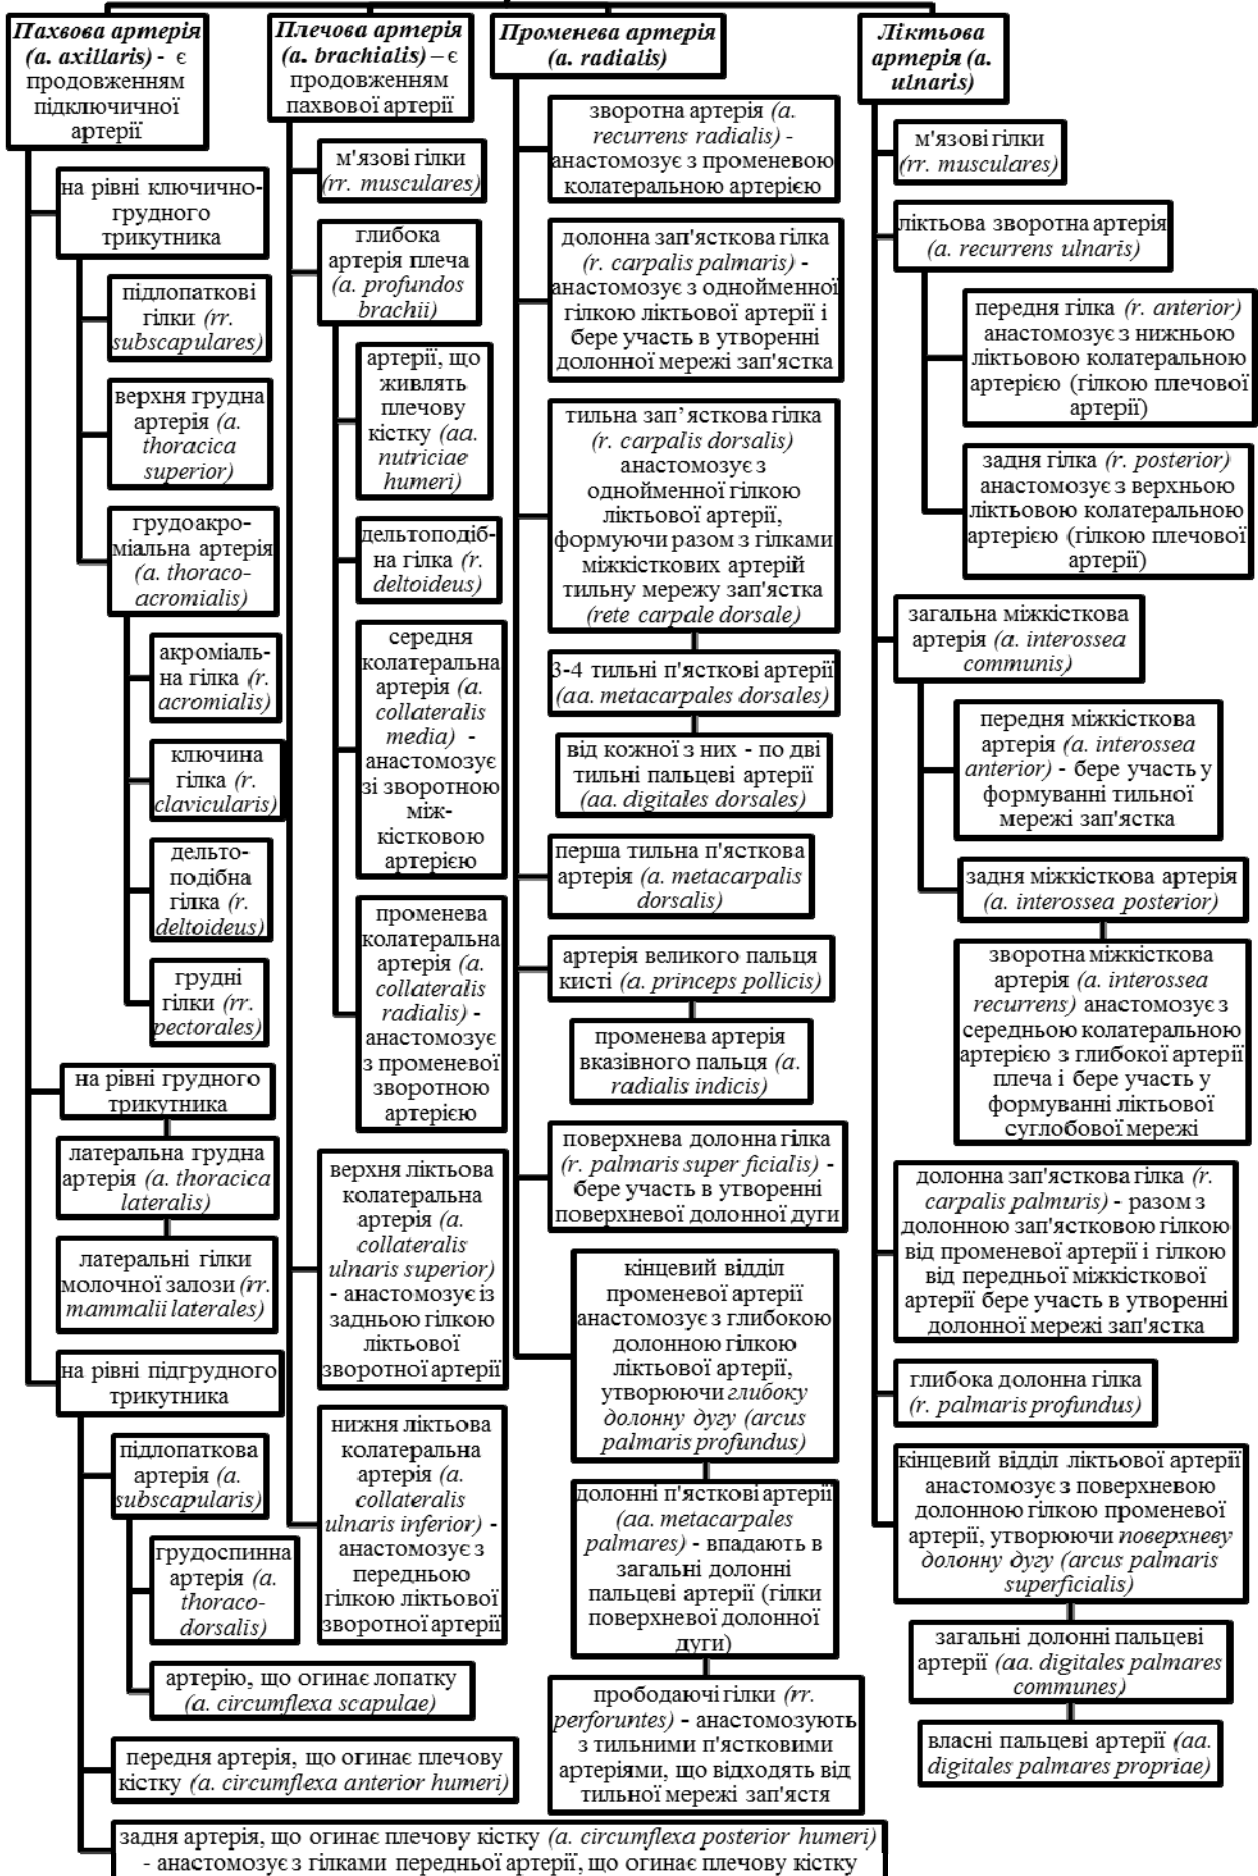 Пахвова артерія
(a. axillaris) - є
продовженням
підключичної
артерії
на рівні ключично-
грудного
трикутника
підлопаткові
гілки (rr.
subscapulares)
верхня грудна
артерія (a.
thoracica
superior)
грудоакро-
міальна артерія
(a. thoraco-
acromialis)
акроміаль-
на гілка (r.
acromialis)
ключина
гілка (r.
clavicularis)
дельто-
подібна
гілка (r.
deltoideus)
грудні
гілки (rr.
pectorales)
на рівні грудного
трикутника
латеральна грудна
артерія (a. thoracica
lateralis)
латеральні гілки
молочної залози (rr.
mammalii laterales)
на рівні підгрудного
трикутника
підлопаткова
артерія (a.
subscapularis)
грудоспинна
артерія (a.
thoraco-
dorsalis)
артерію, що огинає лопатку
(a. circumflexa scapulae)
передня артерія, що огинає плечову
кістку (a. circumflexa anterior humeri)
задня артерія, що огинає плечову кістку (a. circumflexa posterior humeri)
- анастомозує з гілками передньої артерії, що огинає плечову кістку
Плечова артерія
(a. brachialis) – є
продовженням
пахвової артерії
м'язові гілки
(rr. musculares)
глибока
артерія плеча
(a. profundos
brachii)
артерії, що
живлять
плечову
кістку (aa.
nutriciae
humeri)
дельтоподіб-
на гілка (r.
deltoideus)
середня
колатеральна
артерія (a.
collateralis
media) -
анастомозує
зі зворотною
між-
кістковою
артерією
променева
колатеральна
артерія (a.
collateralis
radialis) -
анастомозує
з променевої
зворотною
артерією
верхня ліктьова
колатеральна
артерія (a.
collateralis
ulnaris superior)
- анастомозує із
задньою гілкою
ліктьової
зворотної артерії
нижня ліктьова
колатеральна
артерія (a.
collateralis
ulnaris inferior) -
анастомозує з
передньою
гілкою ліктьової
зворотної артерії
Променева артерія
(a. radialis)
зворотна артерія (a.
recurrens radialis) -
анастомозує з променевою
колатеральною артерією
долонна зап'ясткова гілка
(r. carpalis palmaris) -
анастомозує з однойменної
гілкою ліктьової артерії і
бере участь в утворенні
долонної мережі зап'ястка
тильна зап’ясткова гілка
(r. carpalis dorsalis)
анастомозує з
однойменної гілкою
ліктьової артерії,
формуючи разом з гілками
міжкісткових артерій
тильну мережу зап'ястка
(rete carpale dorsale)
3-4 тильні п'ясткові артерії
(aa. metacarpales dorsales)
від кожної з них - по дві
тильні пальцеві артерії
(aa. digitales dorsales)
перша тильна п'ясткова
артерія (a. metacarpalis
dorsalis)
артерія великого пальця
кисті (a. princeps pollicis)
променева артерія
вказівного пальця (a.
radialis indicis)
поверхнева долонна гілка
(r. palmaris super ficialis) -
бере участь в утворенні
поверхневої долонної дуги
кінцевий відділ
променевої артерії
анастомозує з глибокою
долонною гілкою
ліктьової артерії,
утворюючи глибоку
долонну дугу (arcus
palmaris profundus)
долонні п'ясткові артерії
(aa. metacarpales
palmares) - впадають в
загальні долонні
пальцеві артерії (гілки
поверхневої долонної
дуги)
прободаючі гілки (rr.
perforuntes) - анастомозують
з тильними п'ястковими
артеріями, що відходять від
тильної мережі зап'ястя
Ліктьова
артерія (a.
ulnaris)
м'язові гілки
(rr. musculares)
ліктьова зворотна артерія
(a. recurrens ulnaris)
передня гілка (r. anterior)
анастомозує з нижньою
ліктьовою колатеральною
артерією (гілкою плечової
артерії)
задня гілка (r. posterior)
анастомозує з верхньою
ліктьовою колатеральною
артерією (гілкою плечової
артерії)
загальна міжкісткова
артерія (a. interossea
communis)
передня міжкісткова
артерія (a. interossea
anterior) - бере участь у
формуванні тильної
мережі зап'ястка
задня міжкісткова артерія
(a. interossea posterior)
зворотна міжкісткова
артерія (a. interossea
recurrens) анастомозує з
середньою колатеральною
артерією з глибокої артерії
плеча і бере участь у
формуванні ліктьової
суглобової мережі
долонна зап'ясткова гілка (r.
carpalis palmuris) - разом з
долонною зап'ястковою гілкою
від променевої артерії і гілкою
від передньої міжкісткової
артерії бере участь в утворенні
долонної мережі зап'ястка
глибока долонна гілка
(r. palmaris profundus)
кінцевий відділ ліктьової артерії
анастомозує з поверхневою
долонною гілкою променевої
артерії, утворюючи поверхневу
долонну дугу (arcus palmaris
superficialis)
загальні долонні пальцеві
артерії (aa. digitales palmares
communes)
власні пальцеві артерії (aa.
digitales palmares propriae)